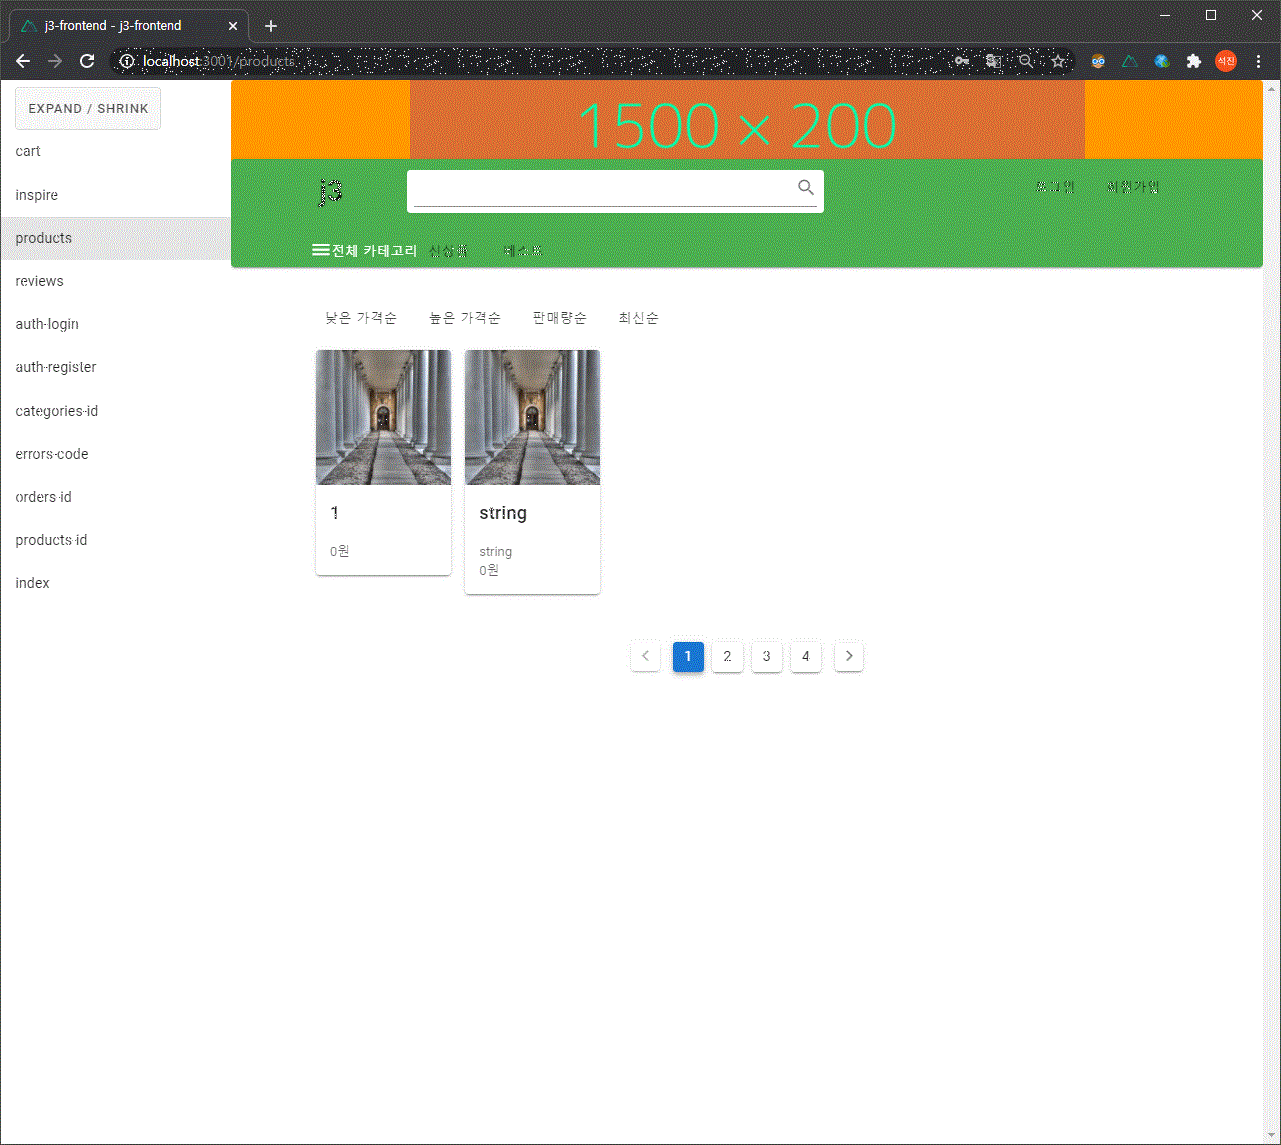 j3-frontend - j3-frontend
localhost:3001/products
석진
EXPAND / SHRINK
cart
inspire
products
reviews
auth-login
auth-register
categories-id
errors-code
orders-id
products-id
index
1500 × 200
j3
로그인 회원가입
전체 카테고리 신상품 테스트
낮은 가격순 높은 가격순 판매량순 최신순
1
0원
string
string
0원
1 2 3 4